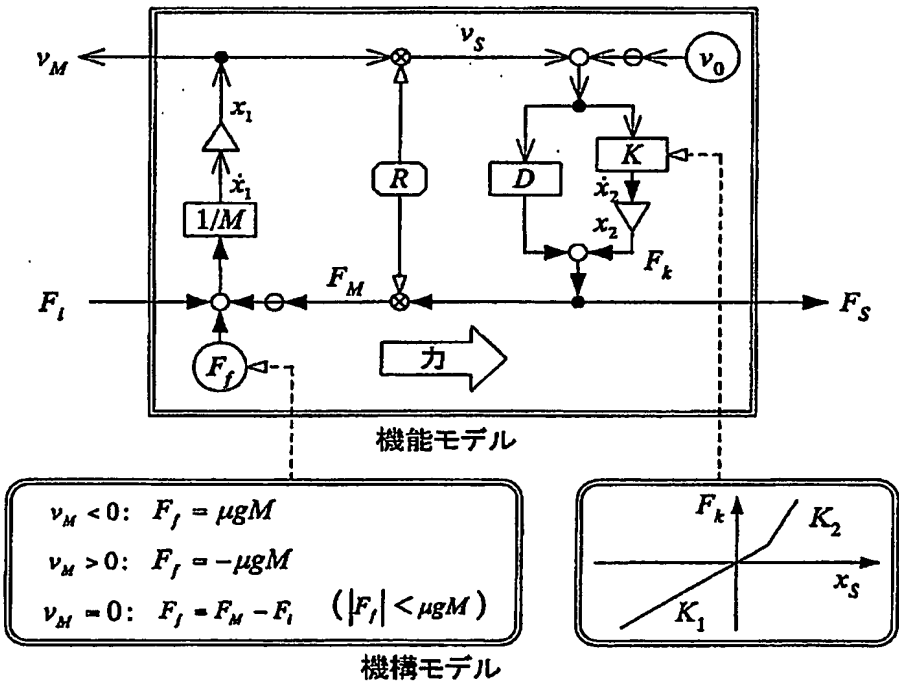 v_M v_S v_0
x_1
R D K
ẋ_1 ẋ_2
1/M x_2
F_M F_k
F_i F_S
F_f 力
機能モデル
v_M < 0: F_f = μgM
v_M > 0: F_f = -μgM
v_M = 0: F_f = F_M - F_i (|F_f| < μgM)
F_k K_2
x_S
K_1
機構モデル